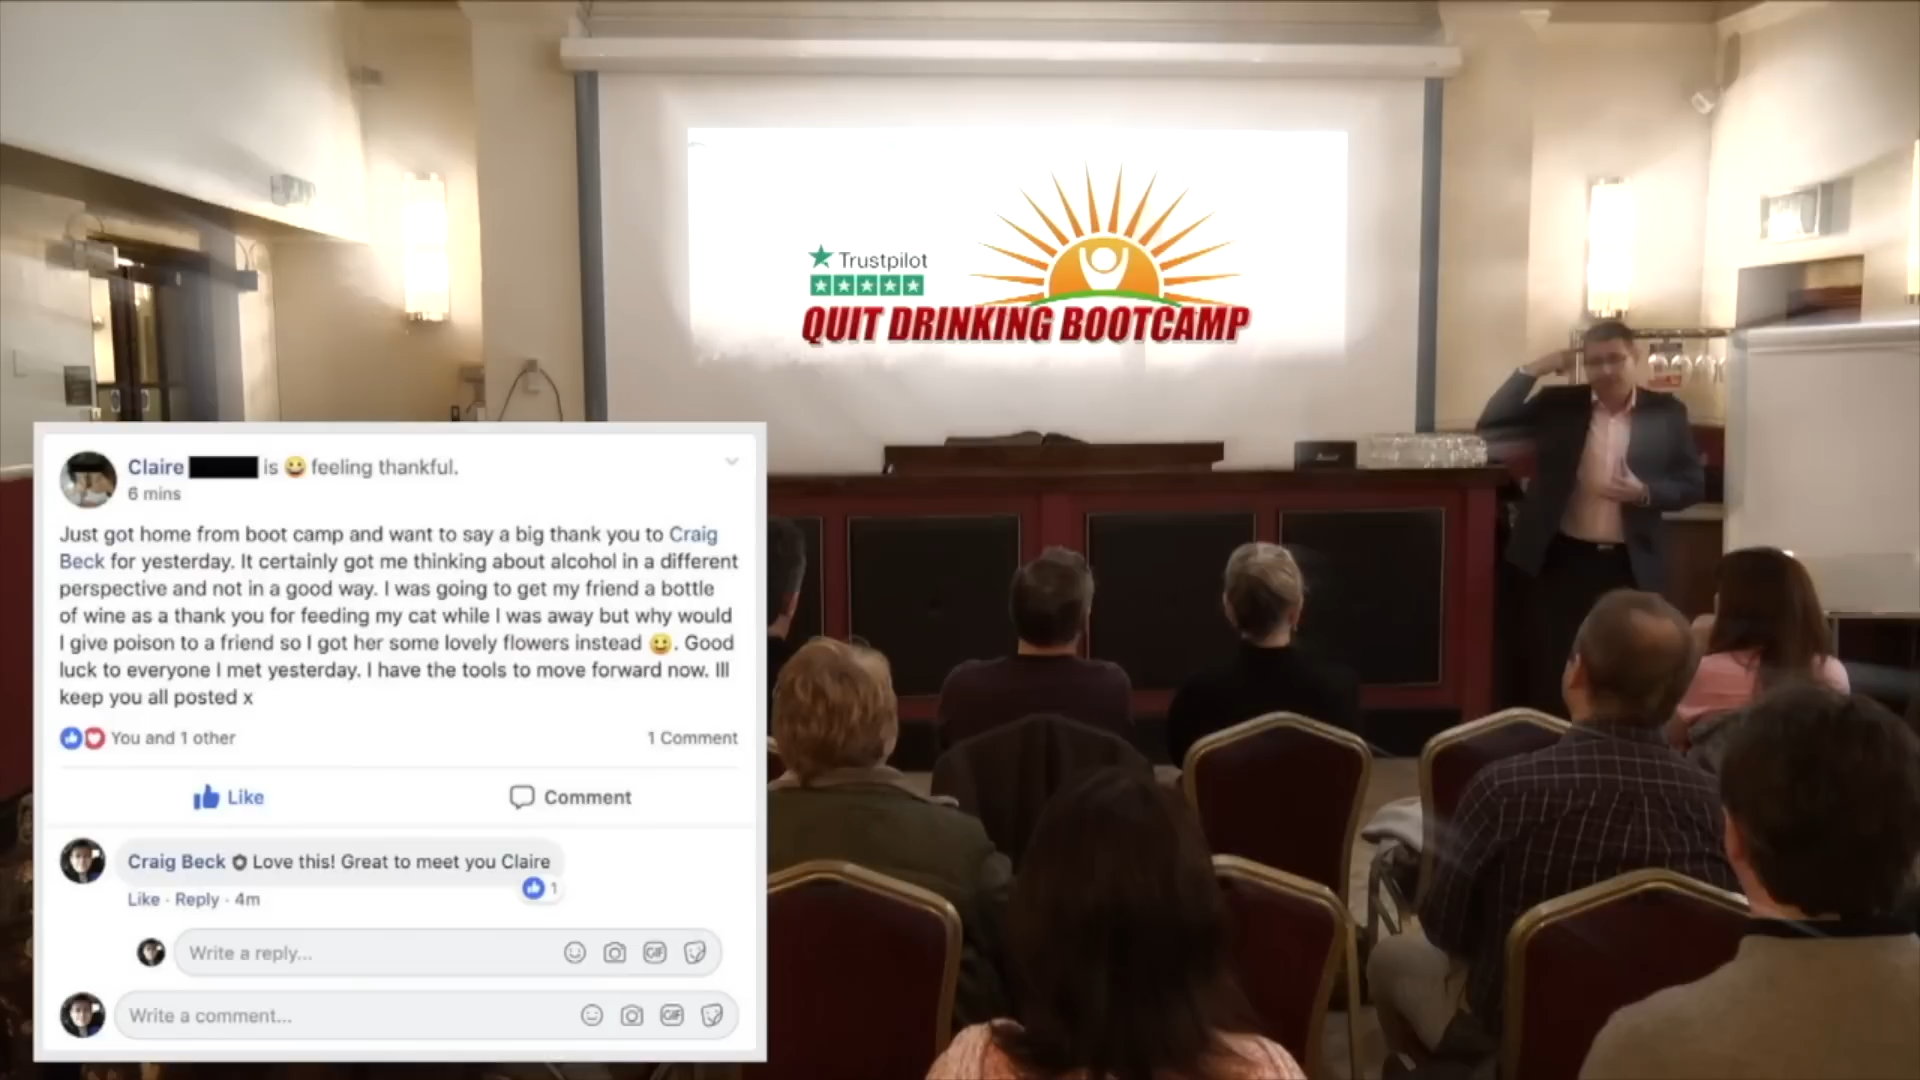 Trustpilot
QUIT DRINKING BOOTCAMP
Claire is 😀 feeling thankful.
6 mins
Just got home from boot camp and want to say a big thank you to Craig
Beck for yesterday. It certainly got me thinking about alcohol in a different
perspective and not in a good way. I was going to get my friend a bottle
of wine as a thank you for feeding my cat while I was away but why would
I give poison to a friend so I got her some lovely flowers instead 😀. Good
luck to everyone I met yesterday. I have the tools to move forward now. Ill
keep you all posted x
You and 1 other
1 Comment
Like
Comment
Craig Beck Love this! Great to meet you Claire
1
Like · Reply · 4m
Write a reply...
GIF
Write a comment...
GIF